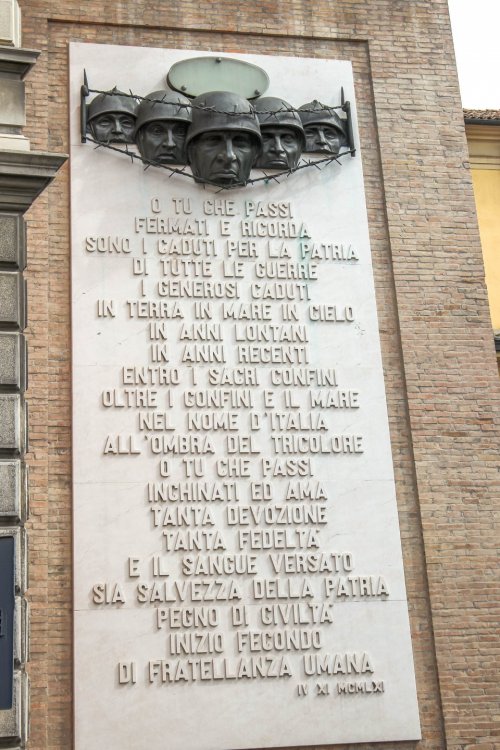 O TU CHE PASSI
FERMATI E RICORDA
SONO I CADUTI PER LA PATRIA
DI TUTTE LE GUERRE
I GENEROSI CADUTI
IN TERRA IN MARE IN CIELO
IN ANNI LONTANI
IN ANNI RECENTI
ENTRO I SACRI CONFINI
OLTRE I CONFINI E IL MARE
NEL NOME D'ITALIA
ALL'OMBRA DEL TRICOLORE
O TU CHE PASSI
INCHINATI ED AMA
TANTA DEVOZIONE
TANTA FEDELTA'
E IL SANGUE VERSATO
SIA SALVEZZA DELLA PATRIA
PEGNO DI CIVILTA'
INIZIO FECONDO
DI FRATELLANZA UMANA
IV XI MCMLXI